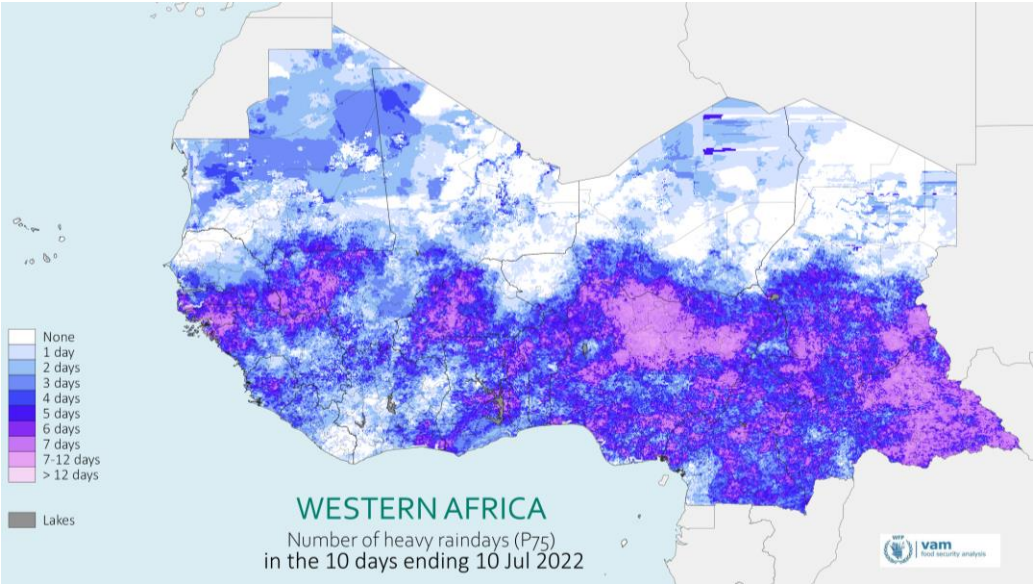 None
1 day
2 days
3 days
4 days
5 days
6 days
7 days
7-12 days
> 12 days
Lakes
WESTERN AFRICA
Number of heavy raindays (P75)
in the 10 days ending 10 Jul 2022
WFP
vam
food security analysis